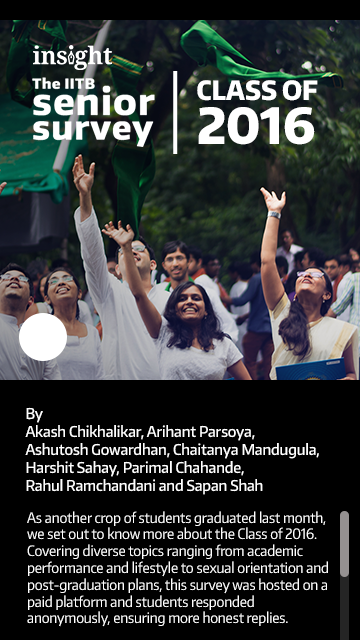 insight
The IITB
senior
survey
CLASS OF
2016
By
Akash Chikhalikar, Arihant Parsoya,
Ashutosh Gowardhan, Chaitanya Mandugula,
Harshit Sahay, Parimal Chahande,
Rahul Ramchandani and Sapan Shah
As another crop of students graduated last month,
we set out to know more about the Class of 2016.
Covering diverse topics ranging from academic
performance and lifestyle to sexual orientation and
post-graduation plans, this survey was hosted on a
paid platform and students responded
anonymously, ensuring more honest replies.